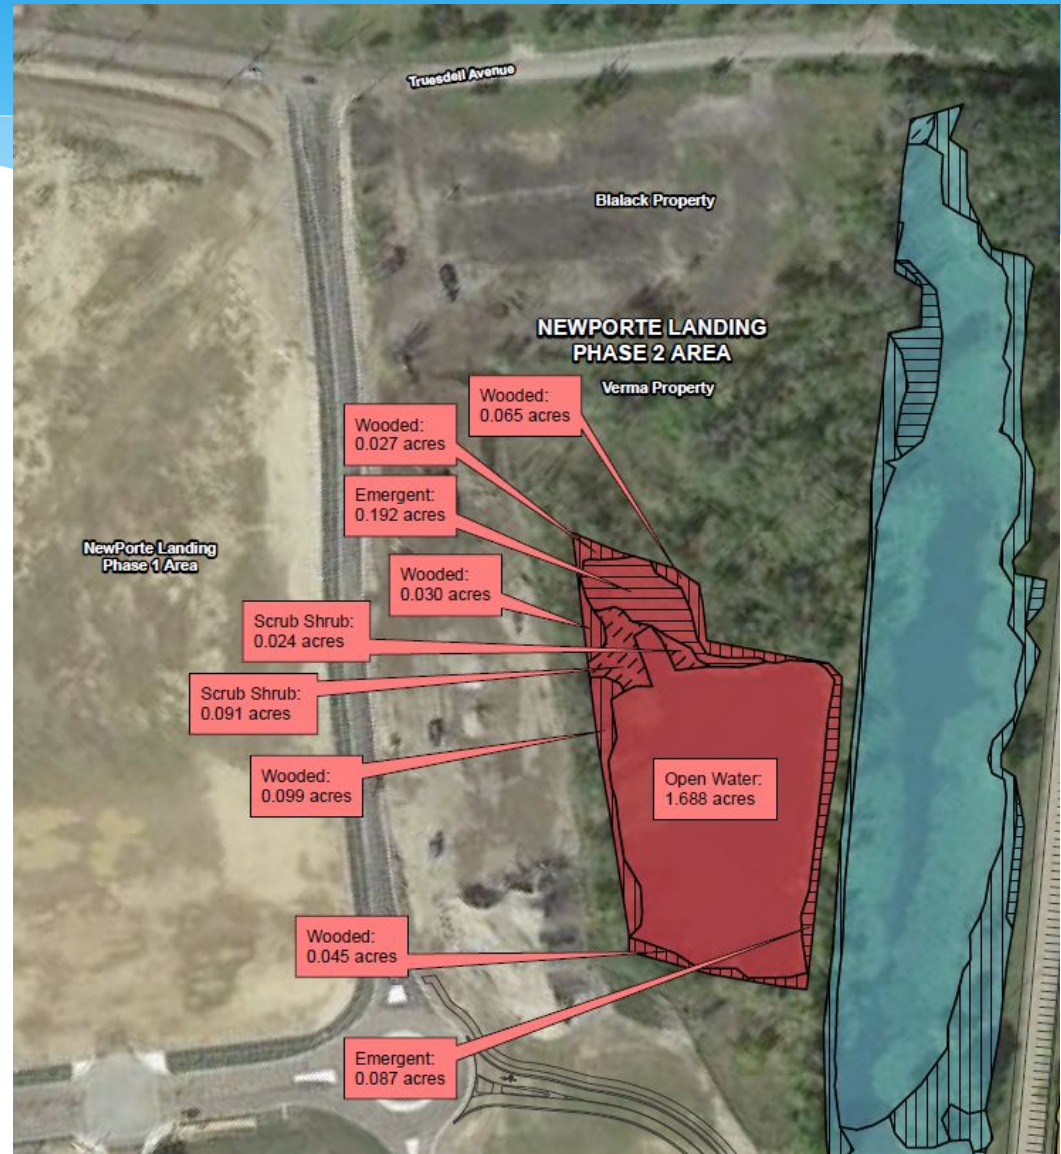 Truesdell Avenue
Blalack Property
NEWPORTE LANDING
PHASE 2 AREA
Verma Property
Wooded:
0.065 acres
Wooded:
0.027 acres
Emergent:
0.192 acres
NewPorte Landing
Phase 1 Area
Wooded:
0.030 acres
Scrub Shrub:
0.024 acres
Scrub Shrub:
0.091 acres
Wooded:
0.099 acres
Open Water:
1.688 acres
Wooded:
0.045 acres
Emergent:
0.087 acres